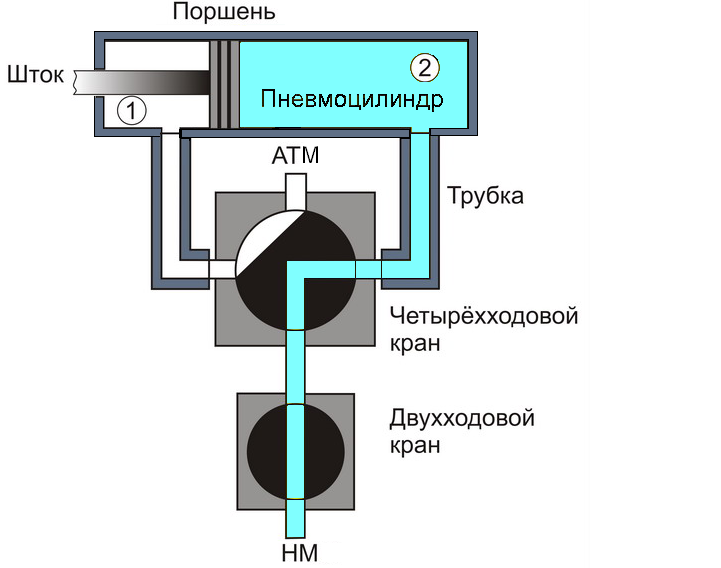 Поршень
Шток
1
2
Пневмоцилиндр
АТМ
Трубка
Четырёхходовой
кран
Двухходовой
кран
НМ